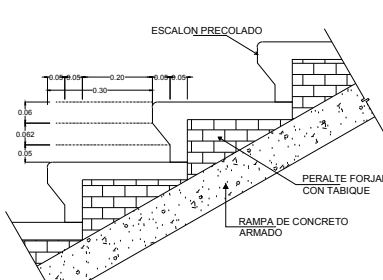 ESCALON PRECOLADO
0.05 0.05 0.20 0.05 0.05
0.30
0.06
0.062
0.05
PERALTE FORJAD
CON TABIQUE
RAMPA DE CONCRETO
ARMADO